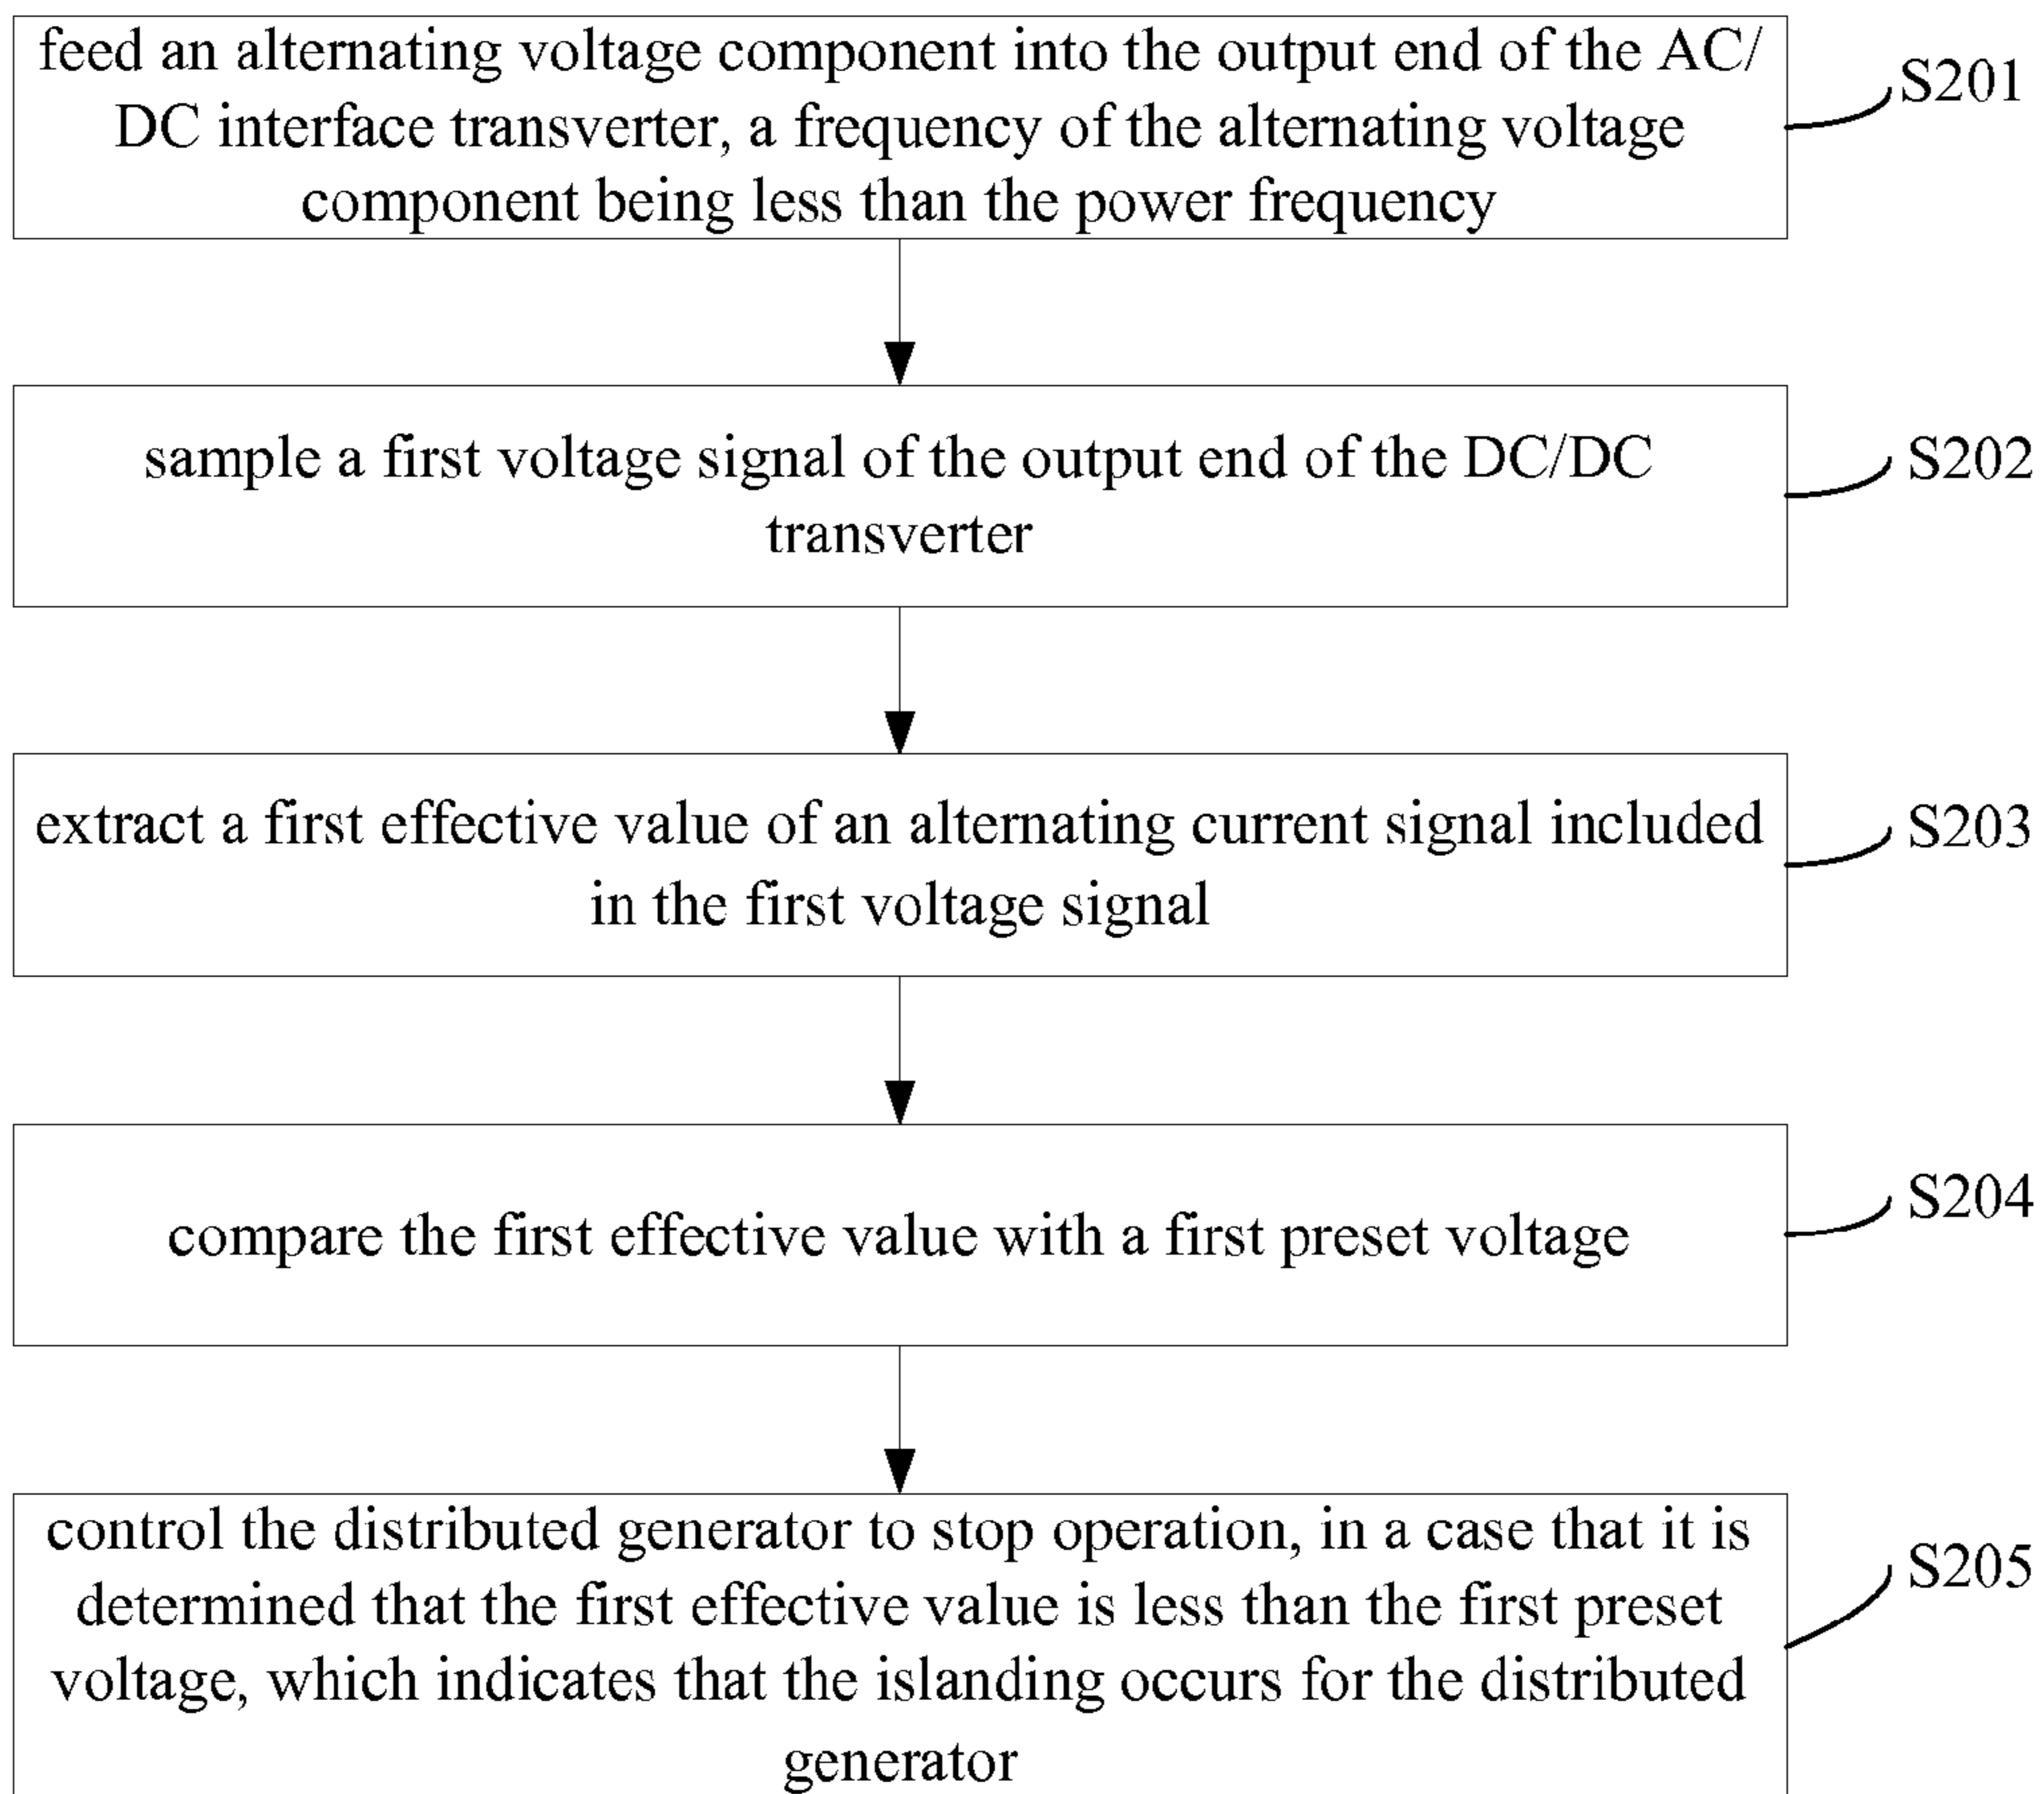 feed an alternating voltage component into the output end of the AC/
DC interface transverter, a frequency of the alternating voltage
component being less than the power frequency
S201
sample a first voltage signal of the output end of the DC/DC
transverter
S202
extract a first effective value of an alternating current signal included
in the first voltage signal
S203
compare the first effective value with a first preset voltage
S204
control the distributed generator to stop operation, in a case that it is
determined that the first effective value is less than the first preset
voltage, which indicates that the islanding occurs for the distributed
generator
S205